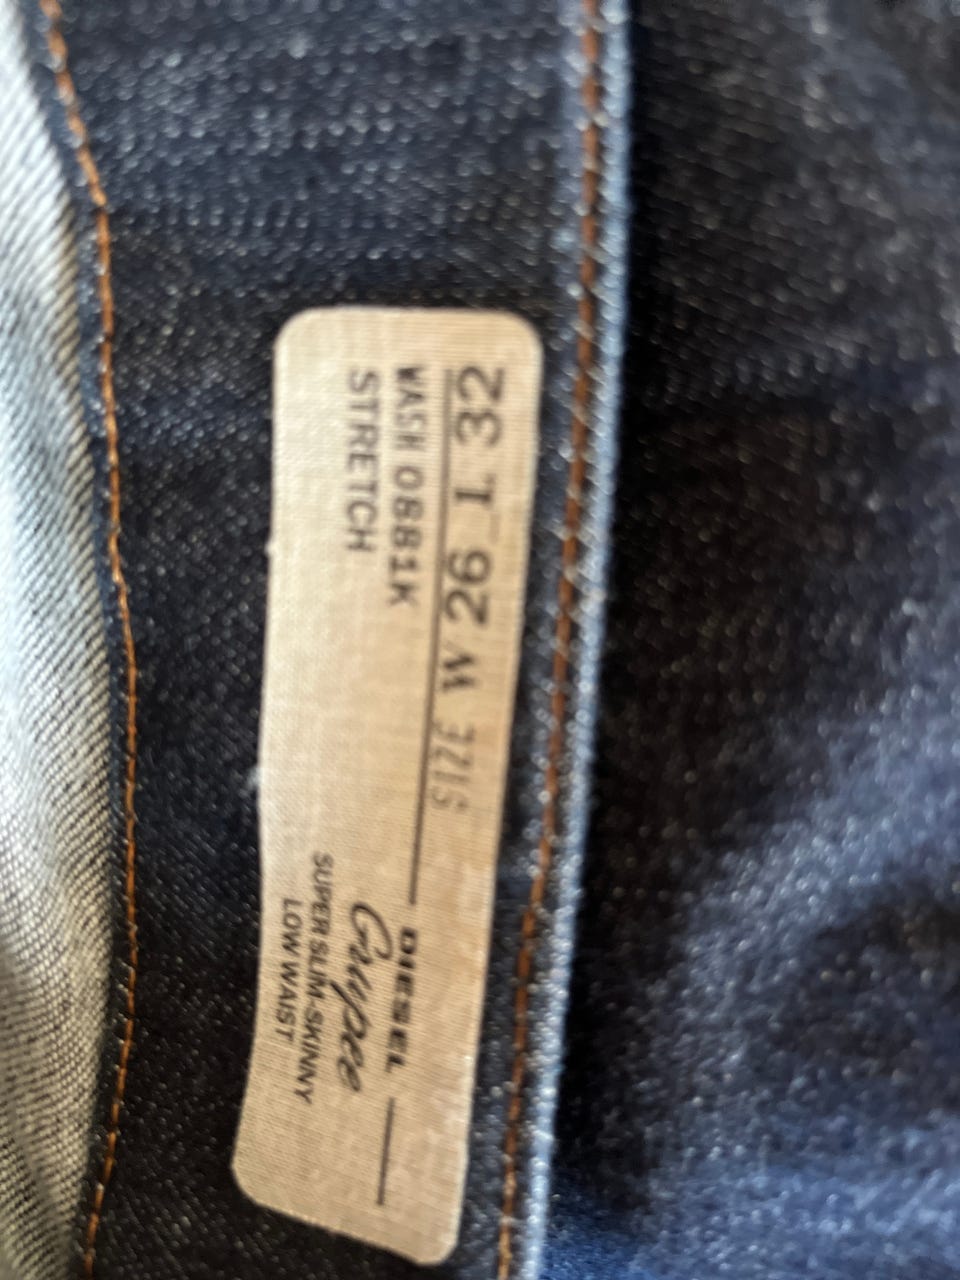 SIZE W 26 L 32
WASH 0881K
STRETCH
DIESEL
Grupee
SUPER SLIM-SKINNY
LOW WAIST